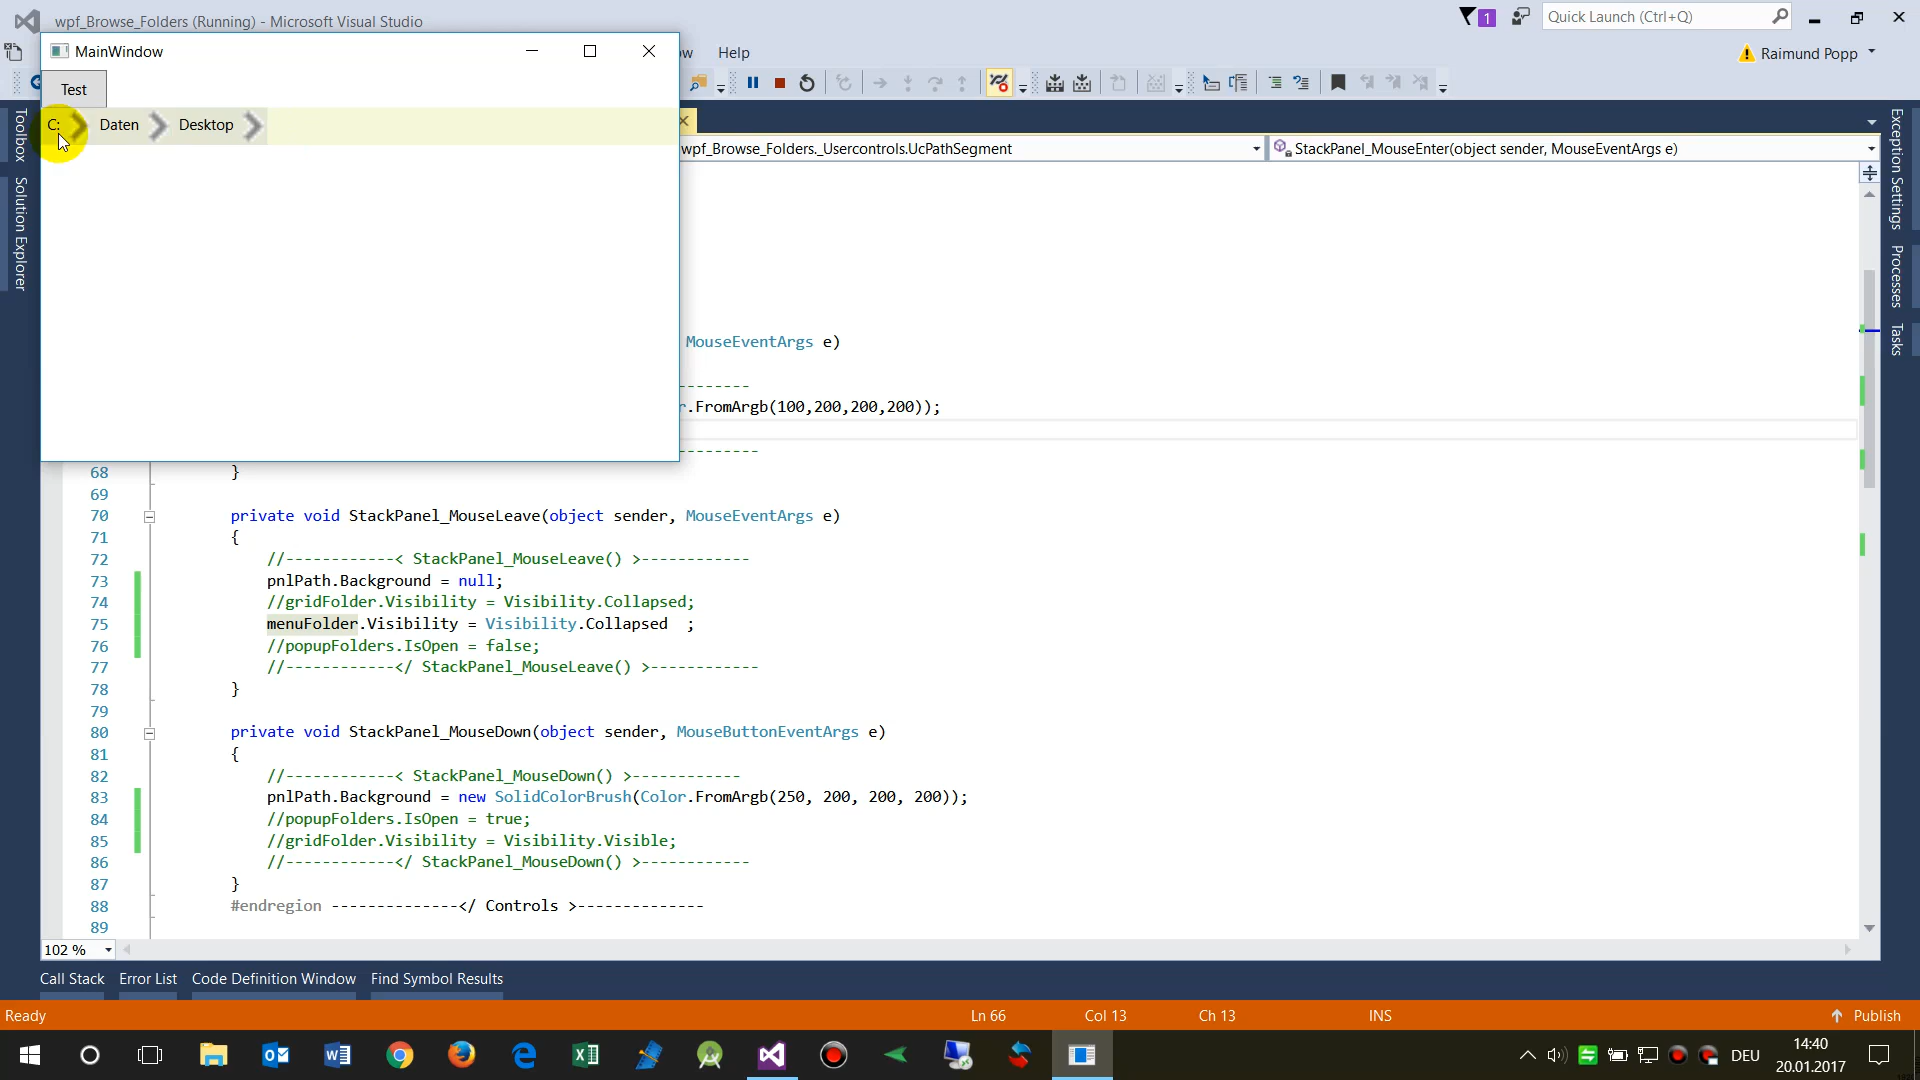 wpf_Browse_Folders (Running) - Microsoft Visual Studio
1
Quick Launch (Ctrl+Q)
MainWindow
Help
Raimund Popp
Test
C:
Daten
Desktop
wpf_Browse_Folders._Usercontrols.UcPathSegment
StackPanel_MouseEnter(object sender, MouseEventArgs e)
Toolbox
Solution Explorer
Exception Settings
Processes
Tasks
MouseEventArgs e)
--------
.FromArgb(100,200,200,200));
---------
68 }
69
70 private void StackPanel_MouseLeave(object sender, MouseEventArgs e)
71 {
72 //------------< StackPanel_MouseLeave() >------------
73 pnlPath.Background = null;
74 //gridFolder.Visibility = Visibility.Collapsed;
75 menuFolder.Visibility = Visibility.Collapsed  ;
76 //popupFolders.IsOpen = false;
77 //------------</ StackPanel_MouseLeave() >------------
78 }
79
80 private void StackPanel_MouseDown(object sender, MouseButtonEventArgs e)
81 {
82 //------------< StackPanel_MouseDown() >------------
83 pnlPath.Background = new SolidColorBrush(Color.FromArgb(250, 200, 200, 200));
84 //popupFolders.IsOpen = true;
85 //gridFolder.Visibility = Visibility.Visible;
86 //------------</ StackPanel_MouseDown() >------------
87 }
88 #endregion --------------</ Controls >--------------
89
102 %
Call Stack
Error List
Code Definition Window
Find Symbol Results
Ready
Ln 66
Col 13
Ch 13
INS
Publish
DEU
14:40
20.01.2017